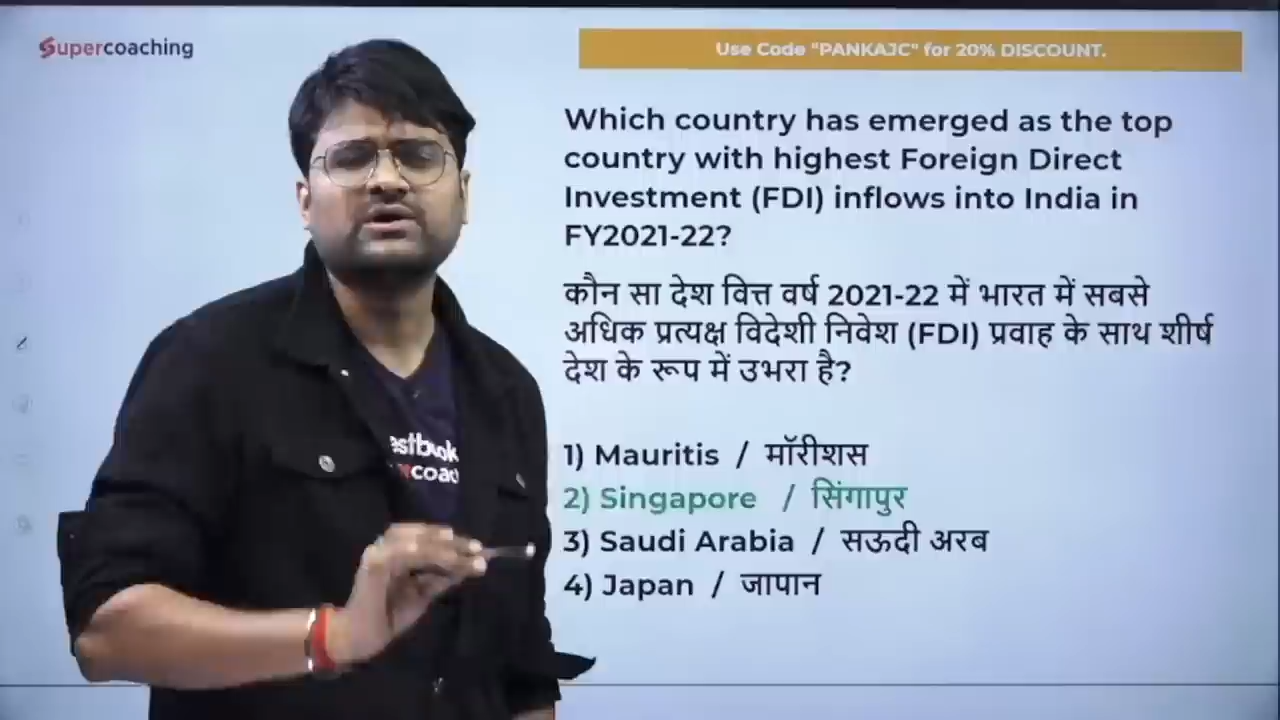 Supercoaching
Use Code "PANKAJC" for 20% DISCOUNT.
Which country has emerged as the top
country with highest Foreign Direct
Investment (FDI) inflows into India in
FY2021-22?
कौन सा देश वित्त वर्ष 2021-22 में भारत में सबसे
अधिक प्रत्यक्ष विदेशी निवेश (FDI) प्रवाह के साथ शीर्ष
देश के रूप में उभरा है?
1) Mauritis / मॉरीशस
2) Singapore / सिंगापुर
3) Saudi Arabia / सऊदी अरब
4) Japan / जापान
estbook
coac